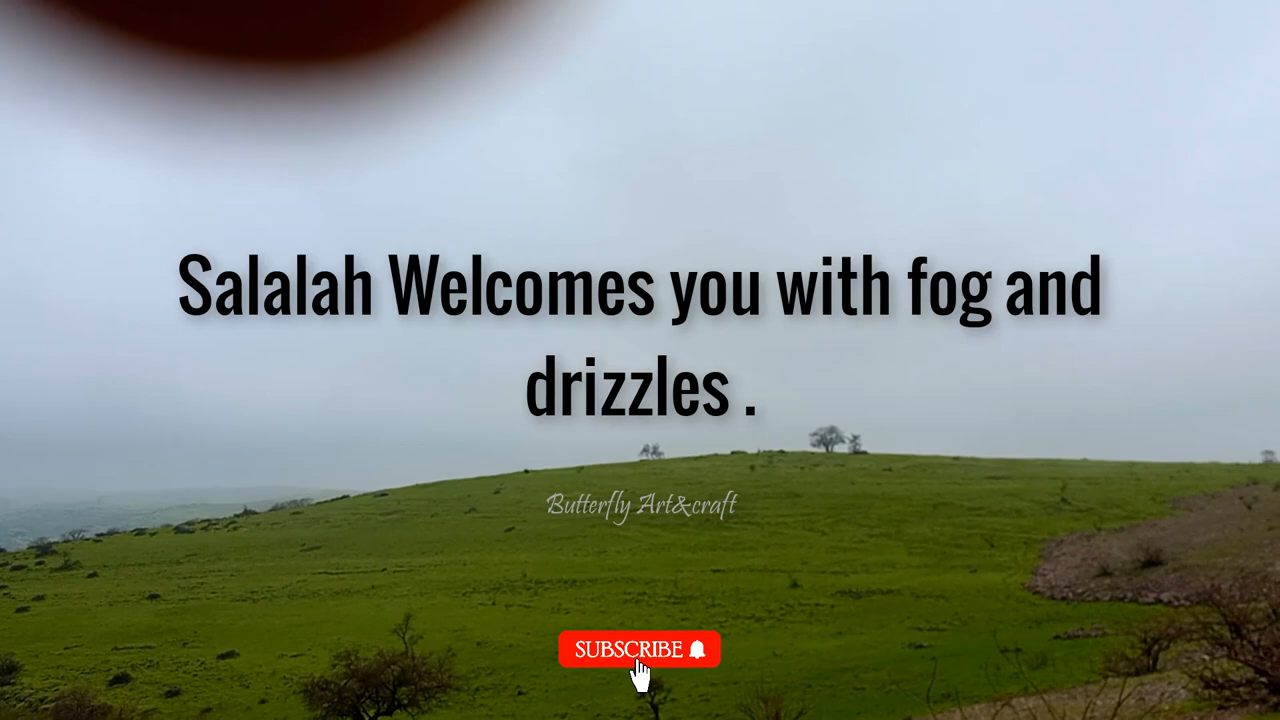 Salalah Welcomes you with fog and
drizzles .
Butterfly Art&craft
SUBSCRIBE